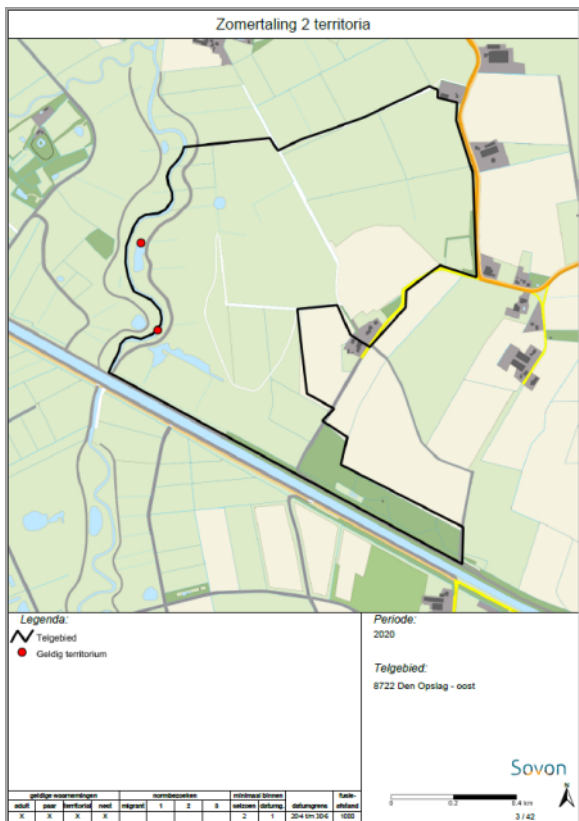 Zomertaling 2 territoria
Legenda:
Telgebied
Geldig territorium
Periode:
2020
Telgebied:
8722 Den Opslag - oost
Sovon
N
0 0.2 0.4 km
3 / 42
geldige waarnemingen normbezoeken minimaal binnen fusie-
adult paar territoriaal nest migrant 1 2 3 seizoen datumg. datumgrens afstand
X X X X 2 1 20-4 t/m 30-6 1000